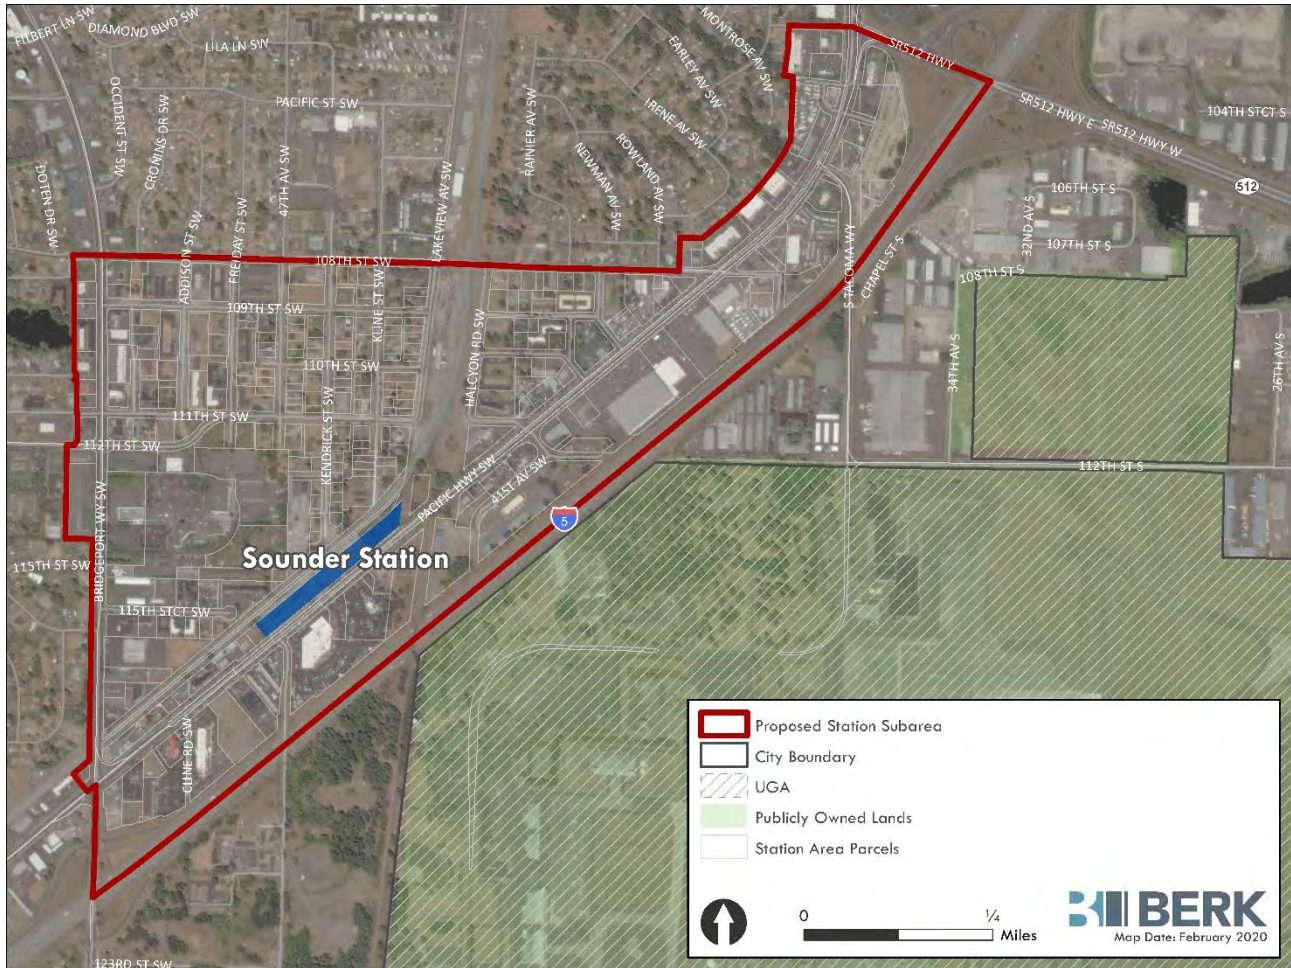 FILBERT LN SW
DIAMOND BLVD SW
LILA LN SW
MONTROSE AV SW
EARLEY AV SW
SR512 HWY
OCCIDENT ST SW
PACIFIC ST SW
CRONINS DR SW
RAINIER AV SW
IRENE AV SW
SR512 HWY E
SR512 HWY W
104TH STCT S
DOTEN DR SW
47TH AV SW
NEWMAN AV SW
ROWLAND AV SW
512
106TH ST S
ADDISON ST SW
FREIDAY ST SW
LAKEVIEW AV SW
32ND AV S
107TH ST S
108TH ST SW
S TACOMA WY
CHAPEL ST S
108TH ST S
109TH ST SW
KLINE ST SW
HALCYON RD SW
34TH AV S
26TH AV S
110TH ST SW
111TH ST SW
KENDRICK ST SW
112TH ST SW
112TH ST S
PACIFIC HWY SW
41ST AV SW
BRIDGEPORT WY SW
5
Sounder Station
115TH ST SW
115TH STCT SW
CLINE RD SW
123RD ST SW
Proposed Station Subarea
City Boundary
UGA
Publicly Owned Lands
Station Area Parcels
0 ¼
Miles
BERK
Map Date: February 2020